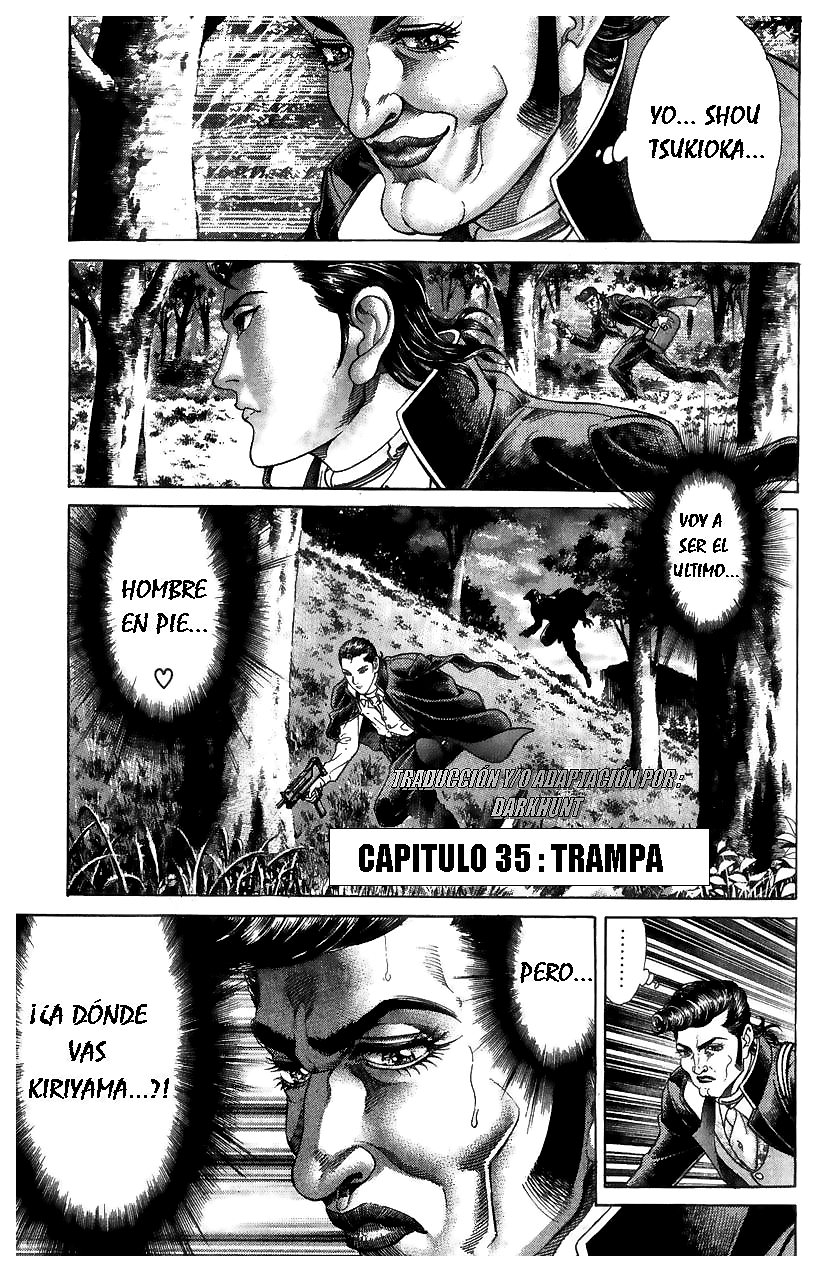 YO... SHOU
TSUKIOKA...
VOY A
SER EL
ULTIMO...
HOMBRE
EN PIE...
♡
TRADUCCIÓN Y/O ADAPTACIÓN POR:
DARKHUNT
CAPITULO 35 : TRAMPA
......
PERO...
¡¿A DÓNDE
VAS
KIRIYAMA...?!